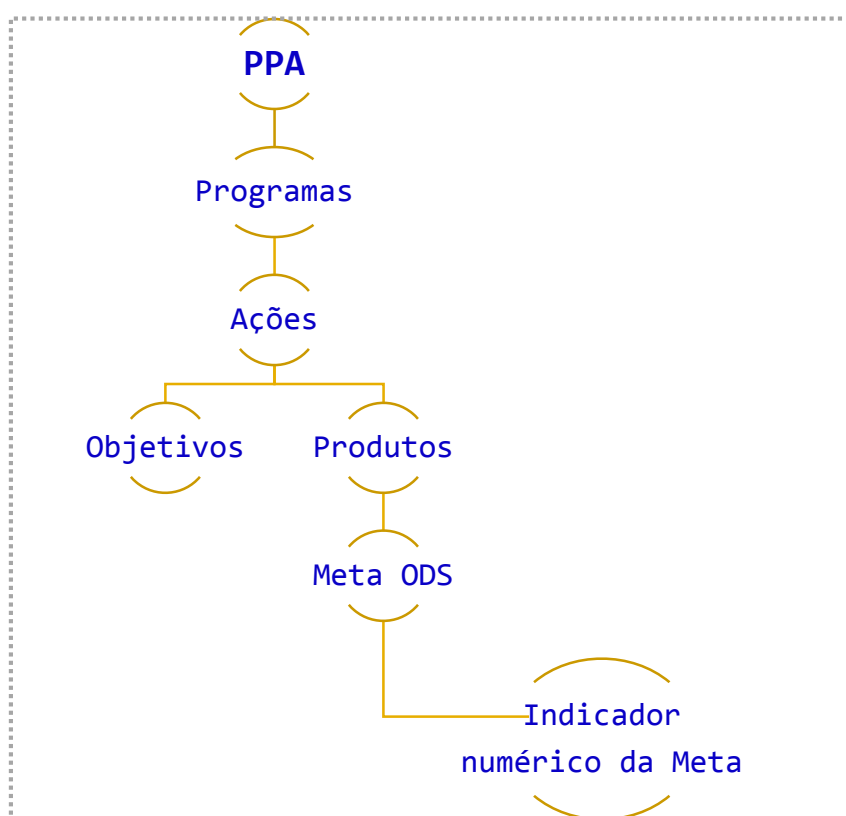 PPA
Programas
Ações
Objetivos
Produtos
Meta ODS
Indicador
numérico da Meta